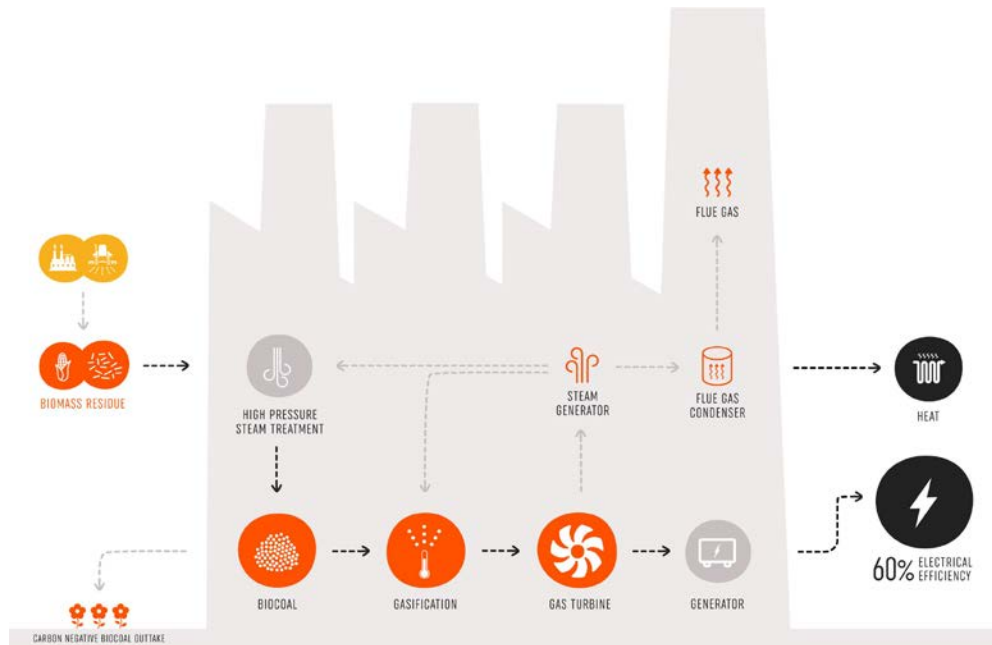 FLUE GAS
BIOMASS RESIDUE
HIGH PRESSURE
STEAM TREATMENT
STEAM
GENERATOR
FLUE GAS
CONDENSER
HEAT
BIOCOAL
GASIFICATION
GAS TURBINE
GENERATOR
60% ELECTRICAL
EFFICIENCY
CARBON NEGATIVE BIOCOAL OUTTAKE